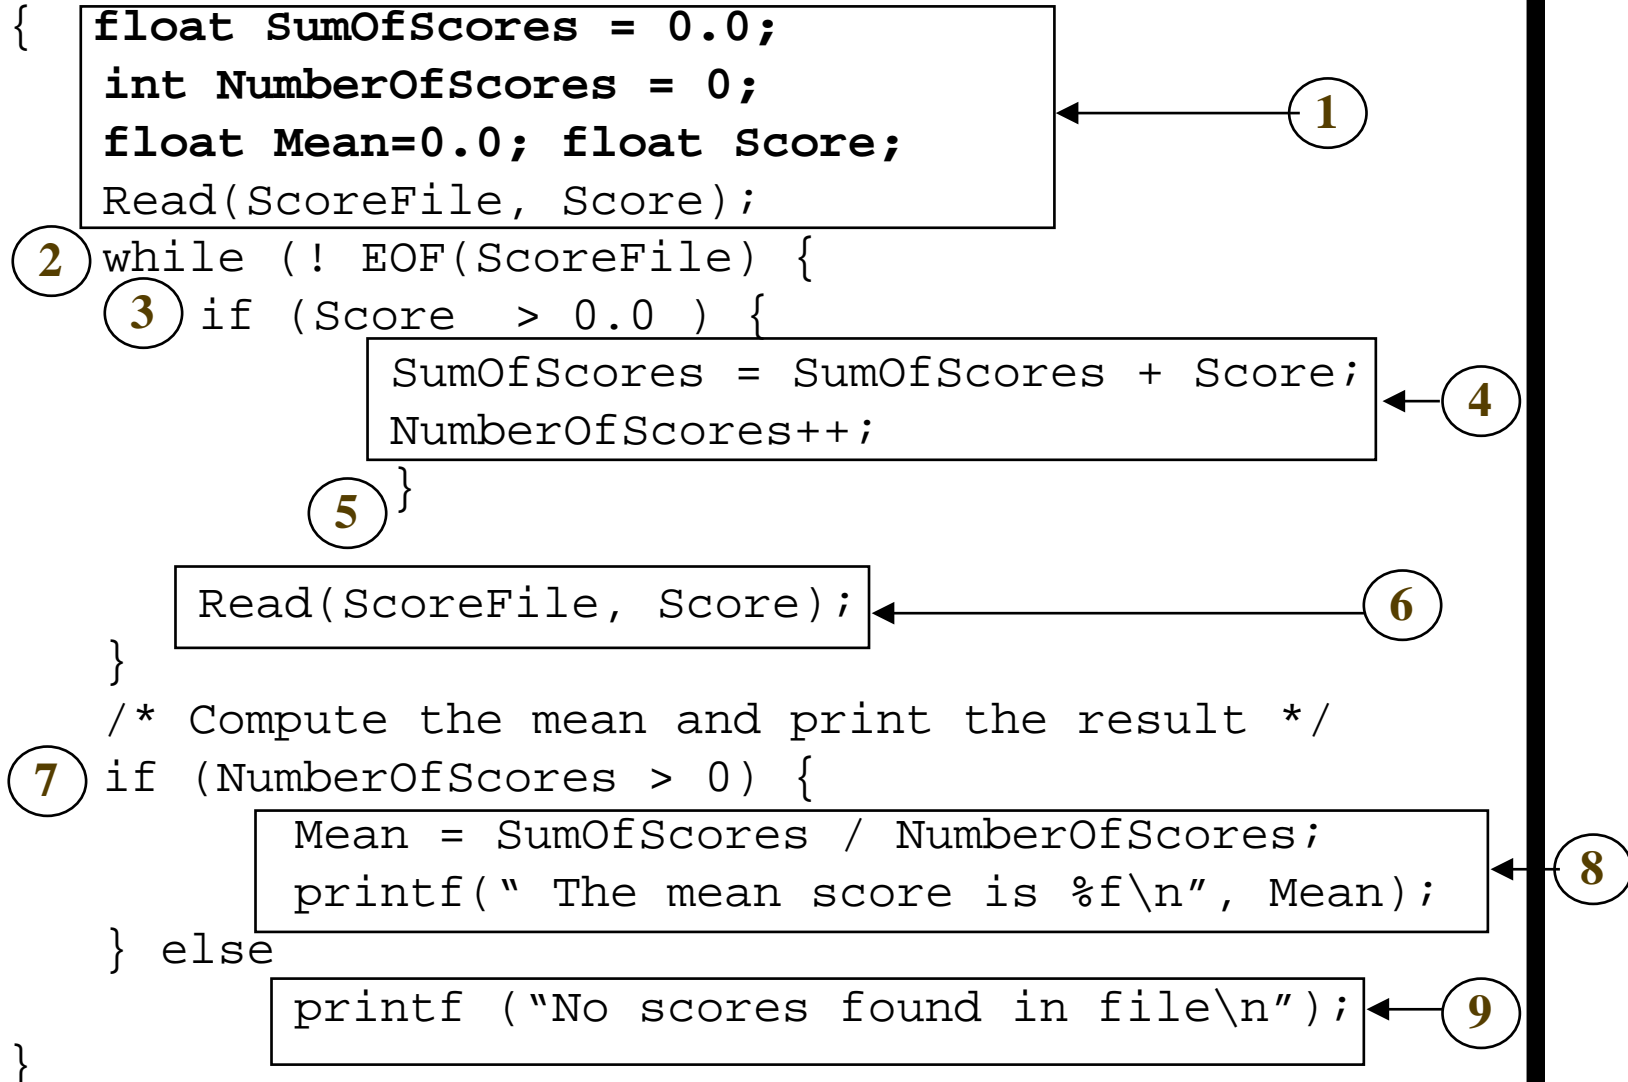 { float SumOfScores = 0.0;
int NumberOfScores = 0;
float Mean=0.0; float Score; 1
Read(ScoreFile, Score);
2 while (! EOF(ScoreFile) {
3 if (Score > 0.0 ) {
SumOfScores = SumOfScores + Score; 4
NumberOfScores++;
5 }
Read(ScoreFile, Score); 6
}
/* Compute the mean and print the result */
7 if (NumberOfScores > 0) {
Mean = SumOfScores / NumberOfScores;
printf(“ The mean score is %f\n”, Mean); 8
} else
printf (“No scores found in file\n”); 9
}